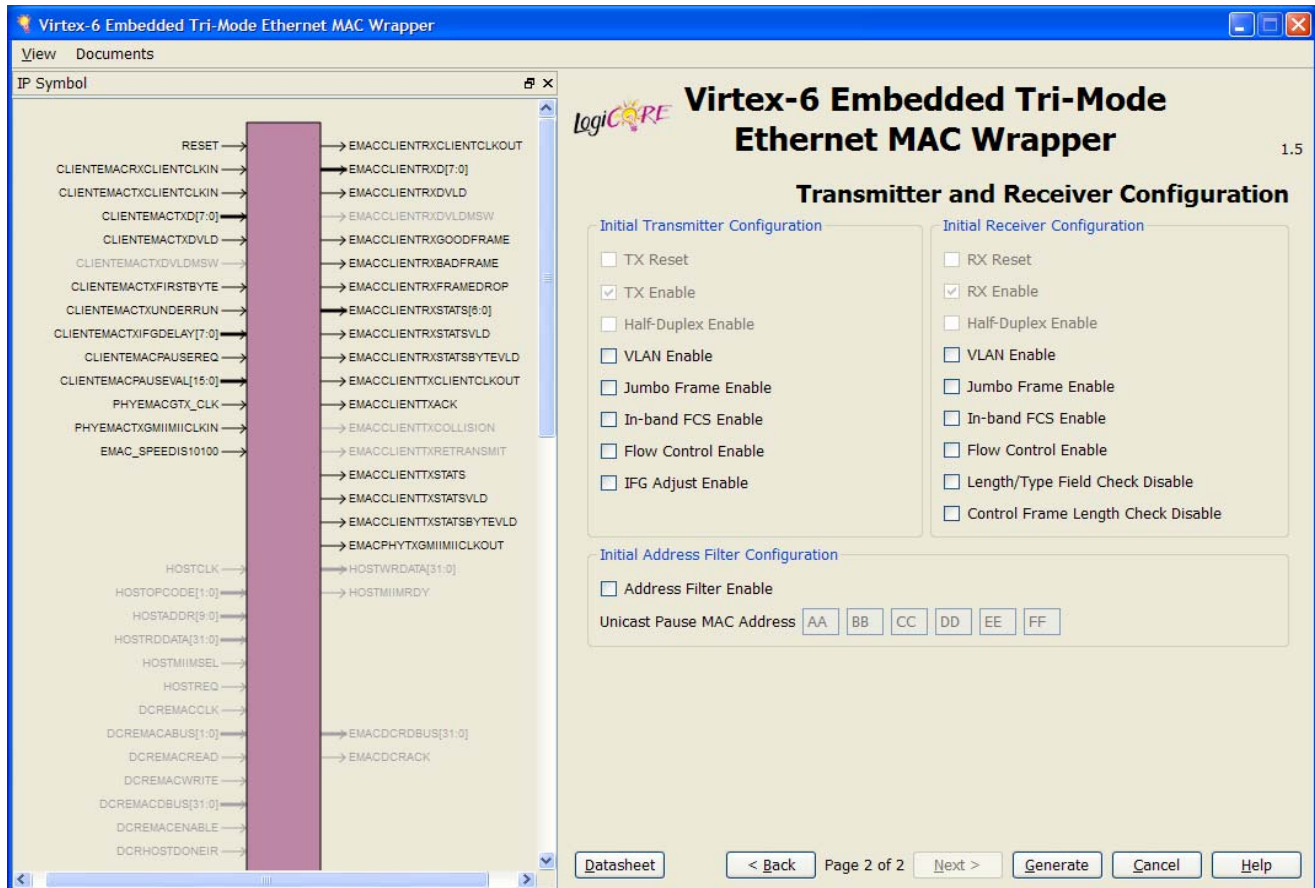 Virtex-6 Embedded Tri-Mode Ethernet MAC Wrapper
View Documents
IP Symbol
RESET
CLIENTEMACRXCLIENTCLKIN
CLIENTEMACTXCLIENTCLKIN
CLIENTEMACTXD[7:0]
CLIENTEMACTXDVLD
CLIENTEMACTXDVLDMSW
CLIENTEMACTXFIRSTBYTE
CLIENTEMACTXUNDERRUN
CLIENTEMACTXIFGDELAY[7:0]
CLIENTEMACPAUSEREQ
CLIENTEMACPAUSEVAL[15:0]
PHYEMACGTX_CLK
PHYEMACTXGMIIMIICLKIN
EMAC_SPEEDIS10100
HOSTCLK
HOSTOPCODE[1:0]
HOSTADDR[9:0]
HOSTRDDATA[31:0]
HOSTMIIMSEL
HOSTREQ
DCREMACCLK
DCREMACABUS[1:0]
DCREMACREAD
DCREMACWRITE
DCREMACDBUS[31:0]
DCREMACENABLE
DCRHOSTDONEIR
EMACCLIENTRXCLIENTCLKOUT
EMACCLIENTRXD[7:0]
EMACCLIENTRXDVLD
EMACCLIENTRXDVLDMSW
EMACCLIENTRXGOODFRAME
EMACCLIENTRXBADFRAME
EMACCLIENTRXFRAMEDROP
EMACCLIENTRXSTATS[6:0]
EMACCLIENTRXSTATSVLD
EMACCLIENTRXSTATSBYTEVLD
EMACCLIENTTXCLIENTCLKOUT
EMACCLIENTTXACK
EMACCLIENTTXCOLLISION
EMACCLIENTTXRETRANSMIT
EMACCLIENTTXSTATS
EMACCLIENTTXSTATSVLD
EMACCLIENTTXSTATSBYTEVLD
EMACPHYTXGMIIMIICLKOUT
HOSTWRDATA[31:0]
HOSTMIIMRDY
EMACDCRDBUS[31:0]
EMACDCRACK
LogiCORE
Virtex-6 Embedded Tri-Mode
Ethernet MAC Wrapper
1.5
Transmitter and Receiver Configuration
Initial Transmitter Configuration
TX Reset
TX Enable
Half-Duplex Enable
VLAN Enable
Jumbo Frame Enable
In-band FCS Enable
Flow Control Enable
IFG Adjust Enable
Initial Receiver Configuration
RX Reset
RX Enable
Half-Duplex Enable
VLAN Enable
Jumbo Frame Enable
In-band FCS Enable
Flow Control Enable
Length/Type Field Check Disable
Control Frame Length Check Disable
Initial Address Filter Configuration
Address Filter Enable
Unicast Pause MAC Address AA BB CC DD EE FF
Datasheet < Back Page 2 of 2 Next > Generate Cancel Help